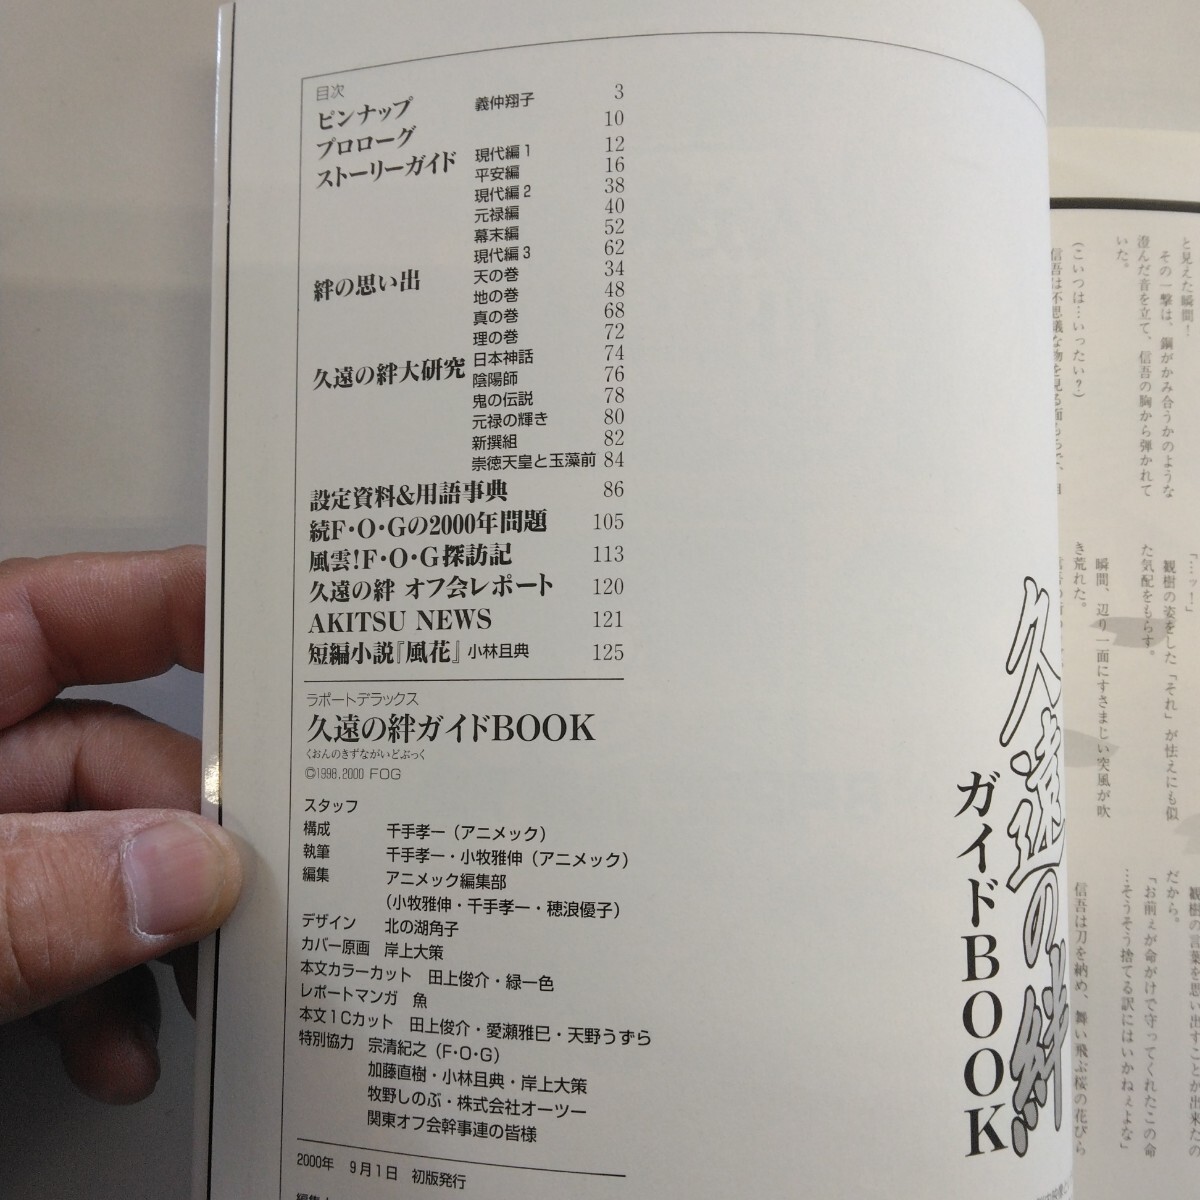 目次
ピンナップ 義仲翔子 3
プロローグ 10
ストーリーガイド 現代編1 12
平安編 16
現代編2 38
元禄編 40
幕末編 52
現代編3 62
絆の思い出 天の巻 34
地の巻 48
真の巻 68
理の巻 72
久遠の絆大研究 日本神話 74
陰陽師 76
鬼の伝説 78
元禄の輝き 80
新撰組 82
崇徳天皇と玉藻前 84
設定資料&用語事典 86
続F・O・Gの2000年問題 105
風雲!F・O・G探訪記 113
久遠の絆 オフ会レポート 120
AKITSU NEWS 121
短編小説『風花』 小林且典 125
ラポートデラックス
久遠の絆ガイドBOOK
くおんのきずながいどぶっく
©1998,2000 FOG
スタッフ
構成 千手孝一(アニメック)
執筆 千手孝一・小牧雅伸(アニメック)
編集 アニメック編集部
(小牧雅伸・千手孝一・穂浪優子)
デザイン 北の湖角子
カバー原画 岸上大策
本文カラーカット 田上俊介・緑一色
レポートマンガ 魚
本文1Cカット 田上俊介・愛瀬雅巳・天野うずら
特別協力 宗清紀之(F・O・G)
加藤直樹・小林且典・岸上大策
牧野しのぶ・株式会社オーツー
関東オフ会幹事連の皆様
2000年 9月1日 初版発行
久遠の絆
ガイドBOOK
と見えた瞬間!
その一撃は、鋼がかみ合うかのような
澄んだ音を立て、信吾の胸から弾かれて
いた。
(こいつは…いったい?)
「…ッ!」
観樹の姿をした「それ」が怯えにも似
た気配をもらす。
瞬間、辺り一面にすさまじい突風が吹
き荒れた。
観樹の言葉を思い出すことが出来たの
だから。
「お前ぇが命がけで守ってくれたこの命
…そうそう捨てる訳にはいかねぇよな」
信吾は刀を納め、舞い飛ぶ桜の花びら